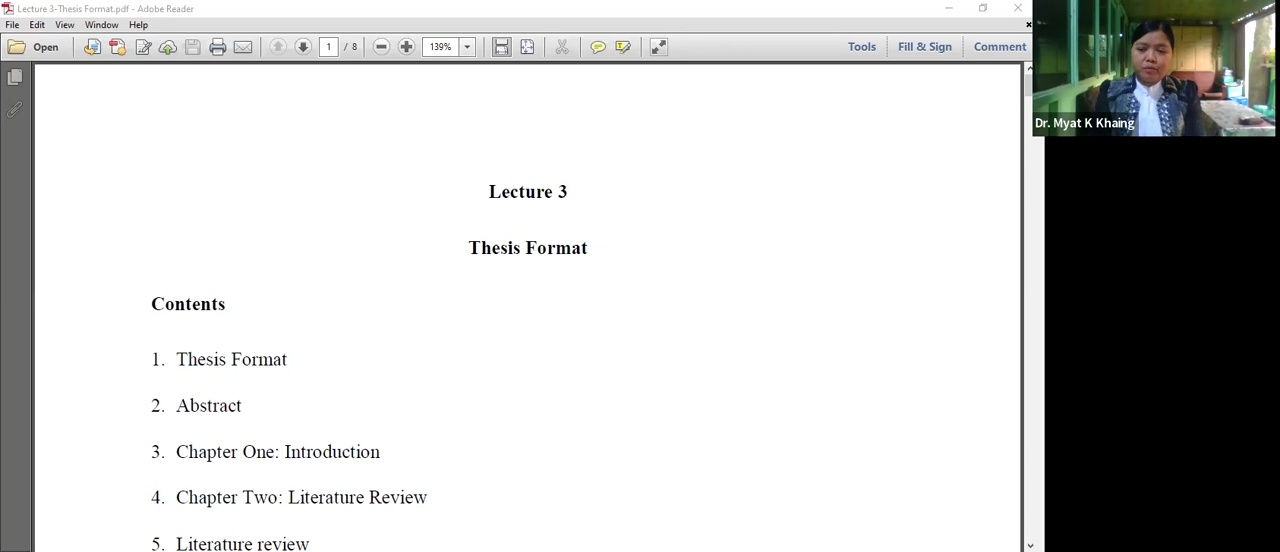 Lecture 3-Thesis Format.pdf - Adobe Reader
File Edit View Window Help
Open 1 / 8 139% Tools Fill & Sign Comment
Dr. Myat K Khaing
Lecture 3
Thesis Format
Contents
1. Thesis Format
2. Abstract
3. Chapter One: Introduction
4. Chapter Two: Literature Review
5. Literature review